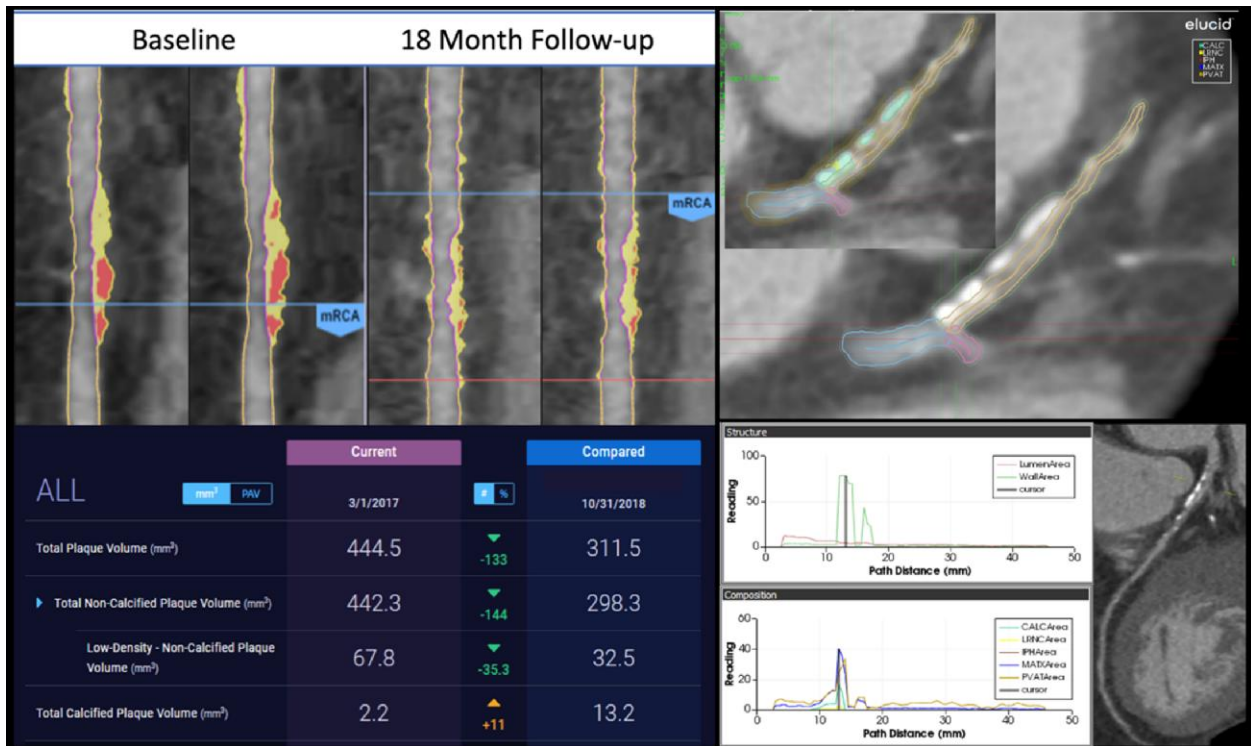 Baseline
18 Month Follow-up
mRCA
mRCA
Current
Compared
ALL
mm³ PAV
3/1/2017
# %
10/31/2018
Total Plaque Volume (mm³)
444.5
-133
311.5
Total Non-Calcified Plaque Volume (mm³)
442.3
-144
298.3
Low-Density - Non-Calcified Plaque
Volume (mm³)
67.8
-35.3
32.5
Total Calcified Plaque Volume (mm³)
2.2
+11
13.2
elucid
CALC
LRNC
IPH
MATX
PVAT
Structure
Reading
100
50
0
0 10 20 30 40 50
Path Distance (mm)
LumenArea
WallArea
cursor
Composition
Reading
60
40
20
0
0 10 20 30 40 50
Path Distance (mm)
CALCArea
LRNCArea
IPHArea
MATXArea
PVATArea
cursor